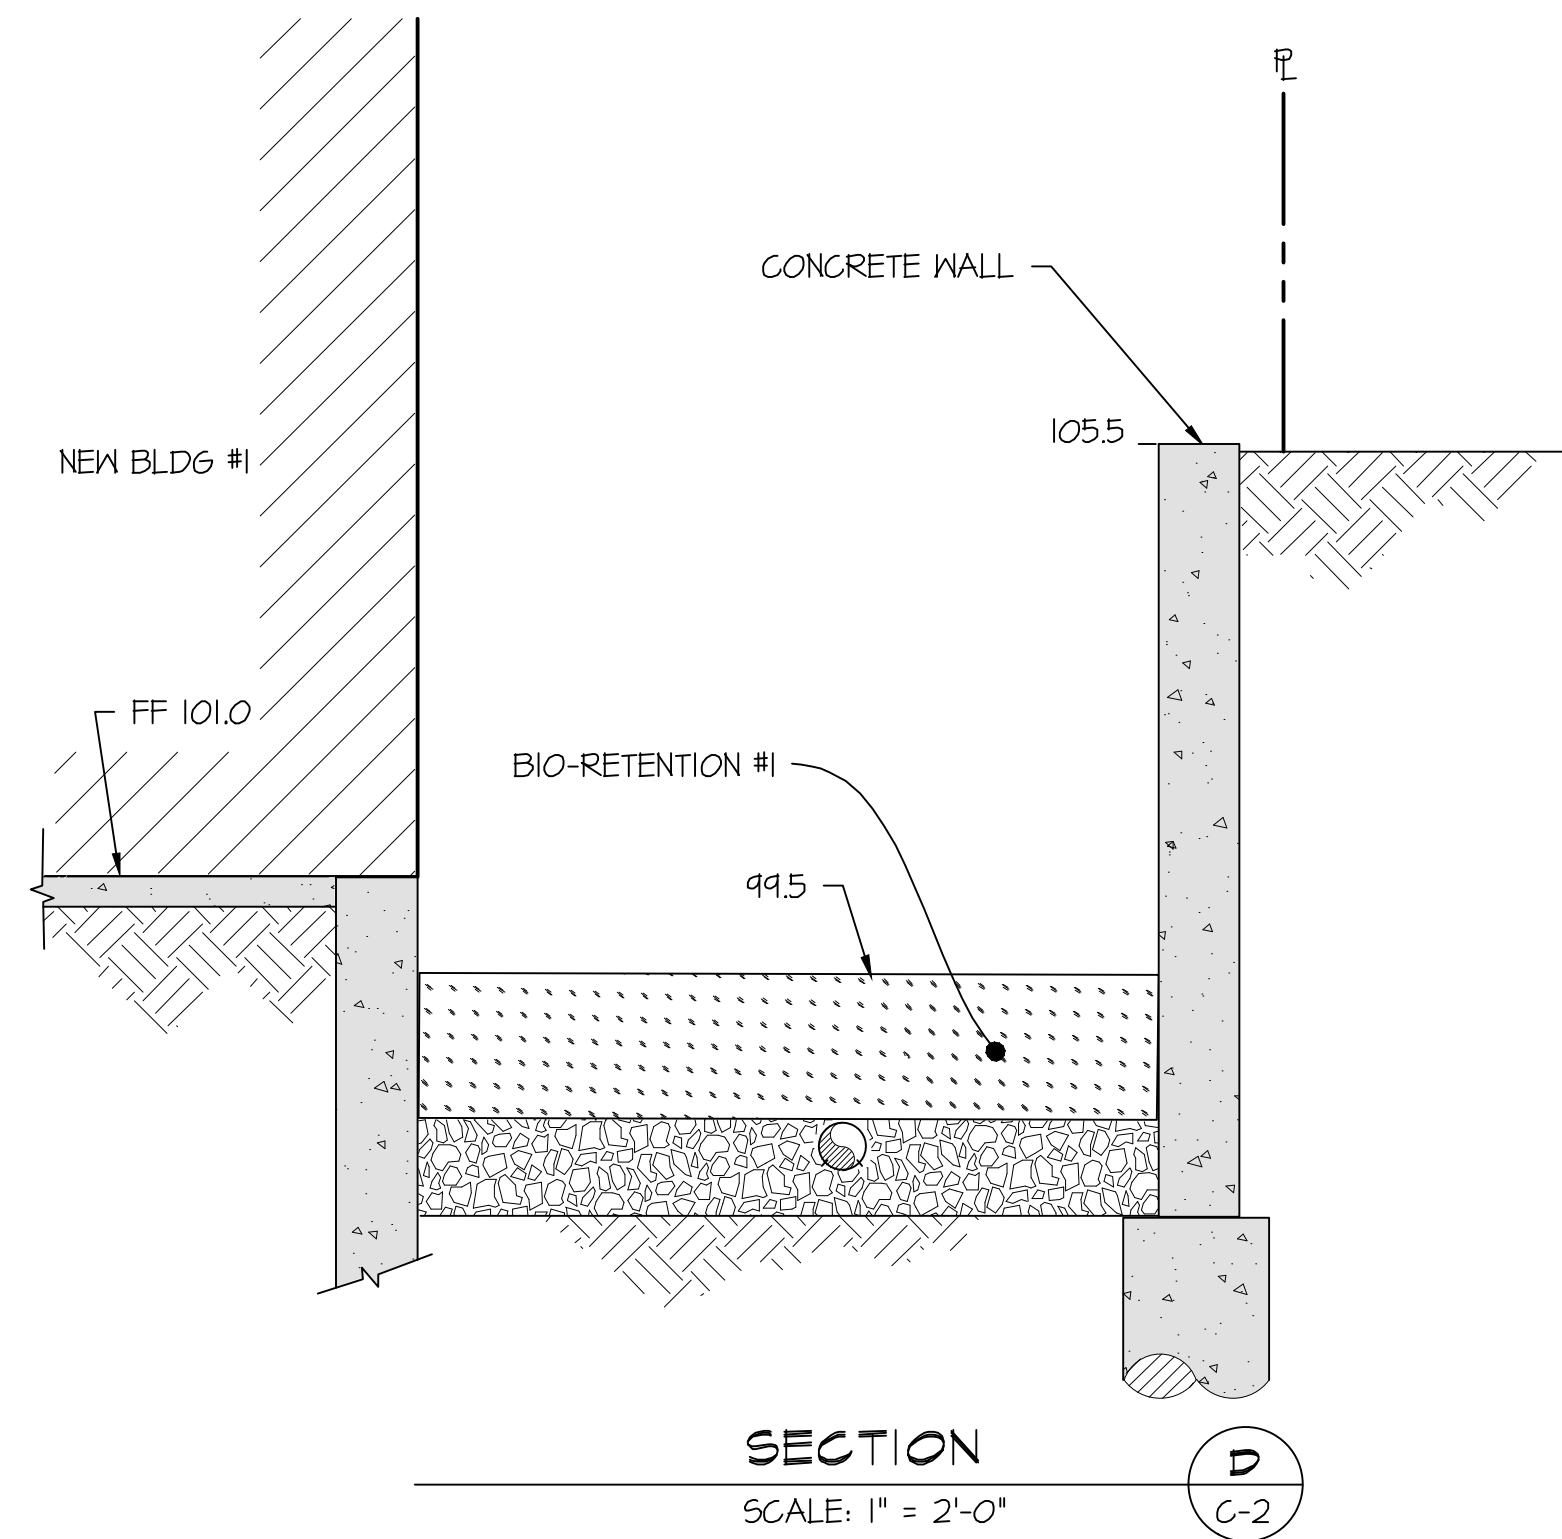 PL
CONCRETE WALL
105.5
NEW BLDG #1
FF 101.0
BIO-RETENTION #1
99.5
SECTION
D
SCALE: 1" = 2'-0"
C-2